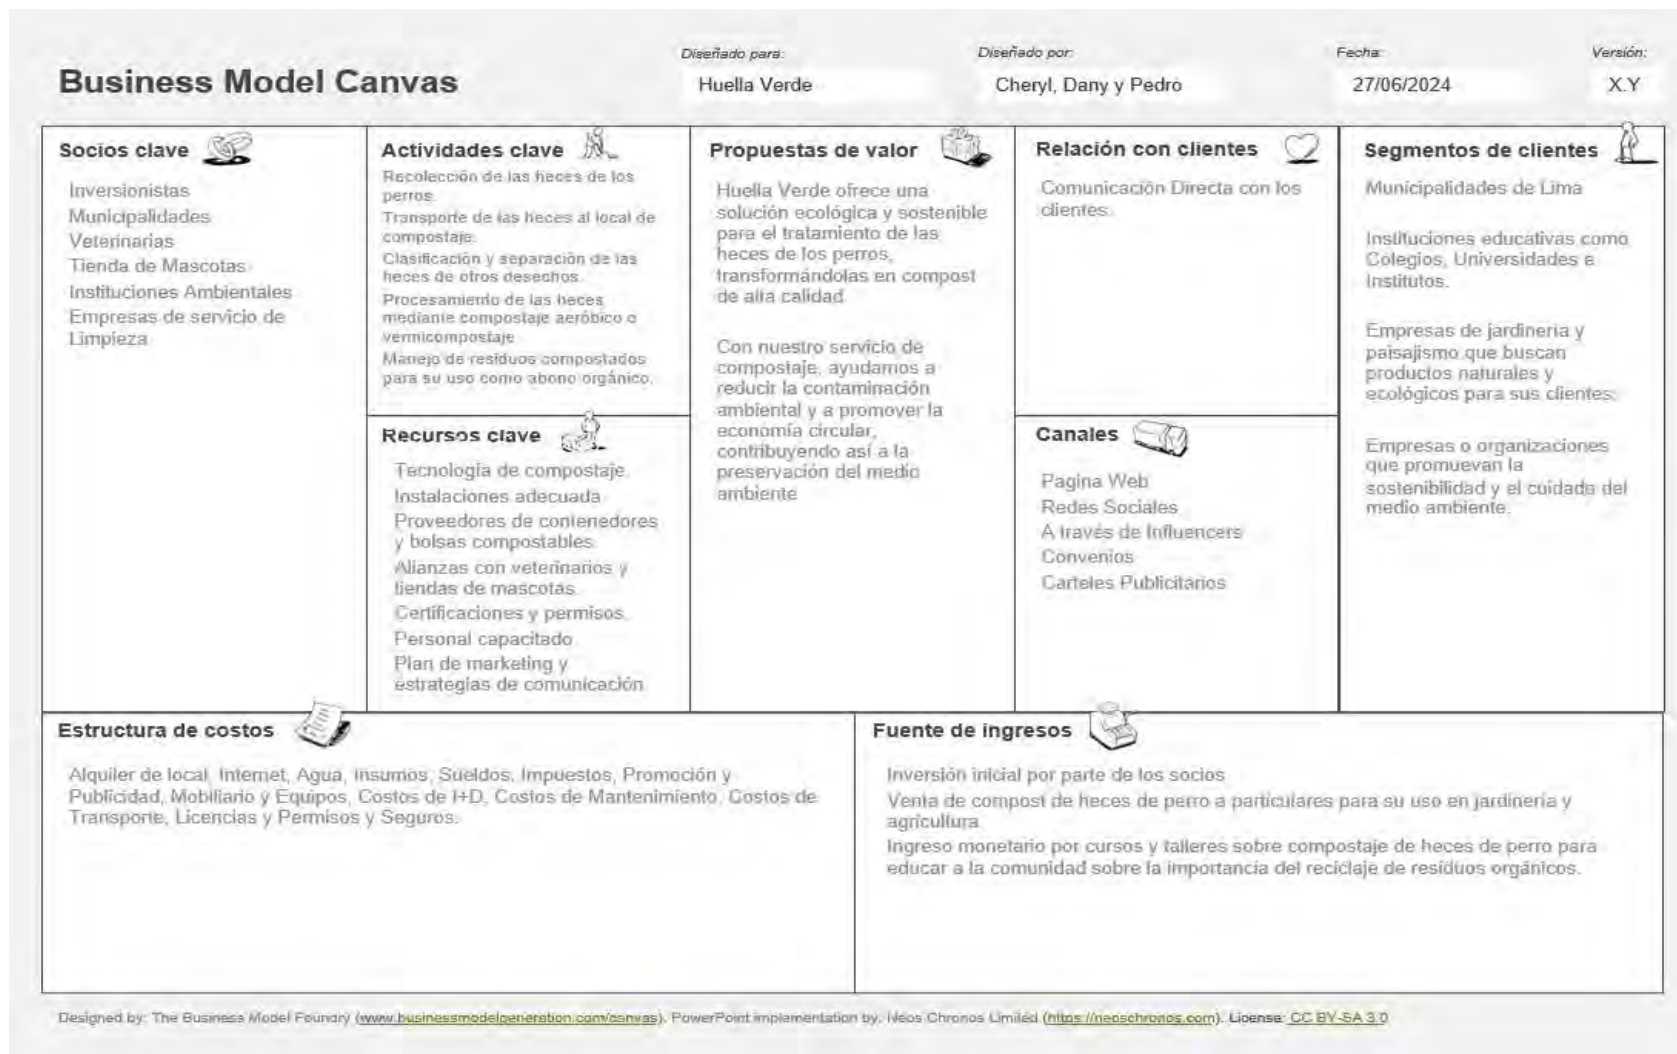 Business Model Canvas
Diseñado para:
Huella Verde
Diseñado por:
Cheryl, Dany y Pedro
Fecha:
27/06/2024
Versión:
X.Y
Socios clave
Inversionistas
Municipalidades
Veterinarias
Tienda de Mascotas
Instituciones Ambientales
Empresas de servicio de
Limpieza
Actividades clave
Recolección de las heces de los
perros.
Transporte de las heces al local de
compostaje.
Clasificación y separación de las
heces de otros desechos.
Procesamiento de las heces
mediante compostaje aeróbico o
vermicompostaje
Manejo de residuos compostados
para su uso como abono orgánico.
Recursos clave
Tecnología de compostaje.
Instalaciones adecuada
Proveedores de contenedores
y bolsas compostables.
Alianzas con veterinarios y
tiendas de mascotas.
Certificaciones y permisos.
Personal capacitado
Plan de marketing y
estrategias de comunicación.
Propuestas de valor
Huella Verde ofrece una
solución ecológica y sostenible
para el tratamiento de las
heces de los perros,
transformándolas en compost
de alta calidad
Con nuestro servicio de
compostaje, ayudamos a
reducir la contaminación
ambiental y a promover la
economía circular,
contribuyendo así a la
preservación del medio
ambiente
Relación con clientes
Comunicación Directa con los
clientes.
Canales
Pagina Web
Redes Sociales
A través de Influencers
Convenios
Carteles Publicitarios
Segmentos de clientes
Municipalidades de Lima
Instituciones educativas como
Colegios, Universidades e
Institutos.
Empresas de jardinería y
paisajismo que buscan
productos naturales y
ecológicos para sus clientes.
Empresas o organizaciones
que promuevan la
sostenibilidad y el cuidado del
medio ambiente.
Estructura de costos
Alquiler de local, Internet, Agua, Insumos, Sueldos, Impuestos, Promoción y
Publicidad, Mobiliario y Equipos, Costos de I+D, Costos de Mantenimiento, Costos de
Transporte, Licencias y Permisos y Seguros.
Fuente de ingresos
Inversión inicial por parte de los socios
Venta de compost de heces de perro a particulares para su uso en jardinería y
agricultura
Ingreso monetario por cursos y talleres sobre compostaje de heces de perro para
educar a la comunidad sobre la importancia del reciclaje de residuos orgánicos.
Designed by: The Business Model Foundry (www.businessmodelgeneration.com/canvas). PowerPoint implementation by: Neos Chronos Limited (https://neoschronos.com). License: CC BY-SA 3.0